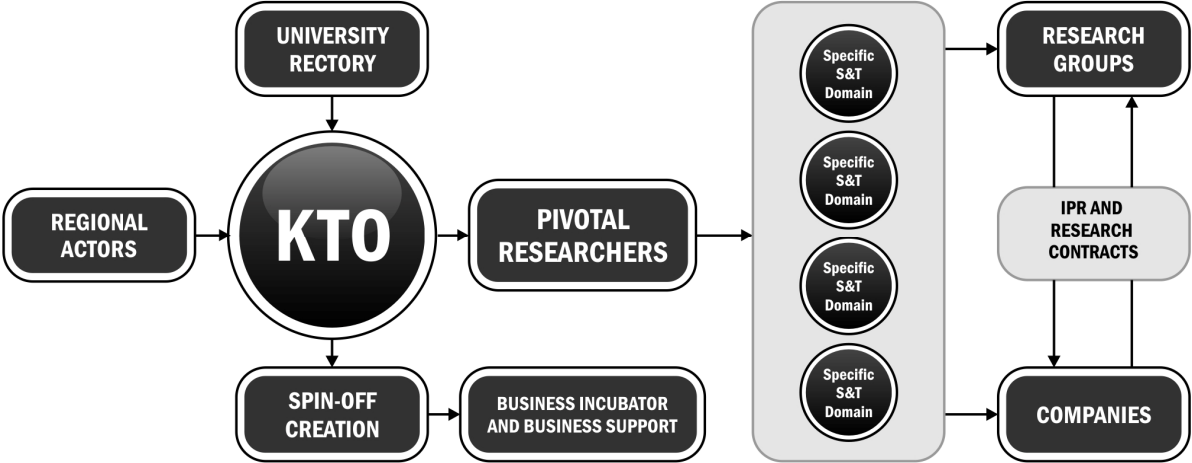 UNIVERSITY
RECTORY
REGIONAL
ACTORS
KTO
PIVOTAL
RESEARCHERS
SPIN-OFF
CREATION
BUSINESS INCUBATOR
AND BUSINESS SUPPORT
Specific
S&T
Domain
Specific
S&T
Domain
Specific
S&T
Domain
Specific
S&T
Domain
RESEARCH
GROUPS
IPR AND
RESEARCH
CONTRACTS
COMPANIES